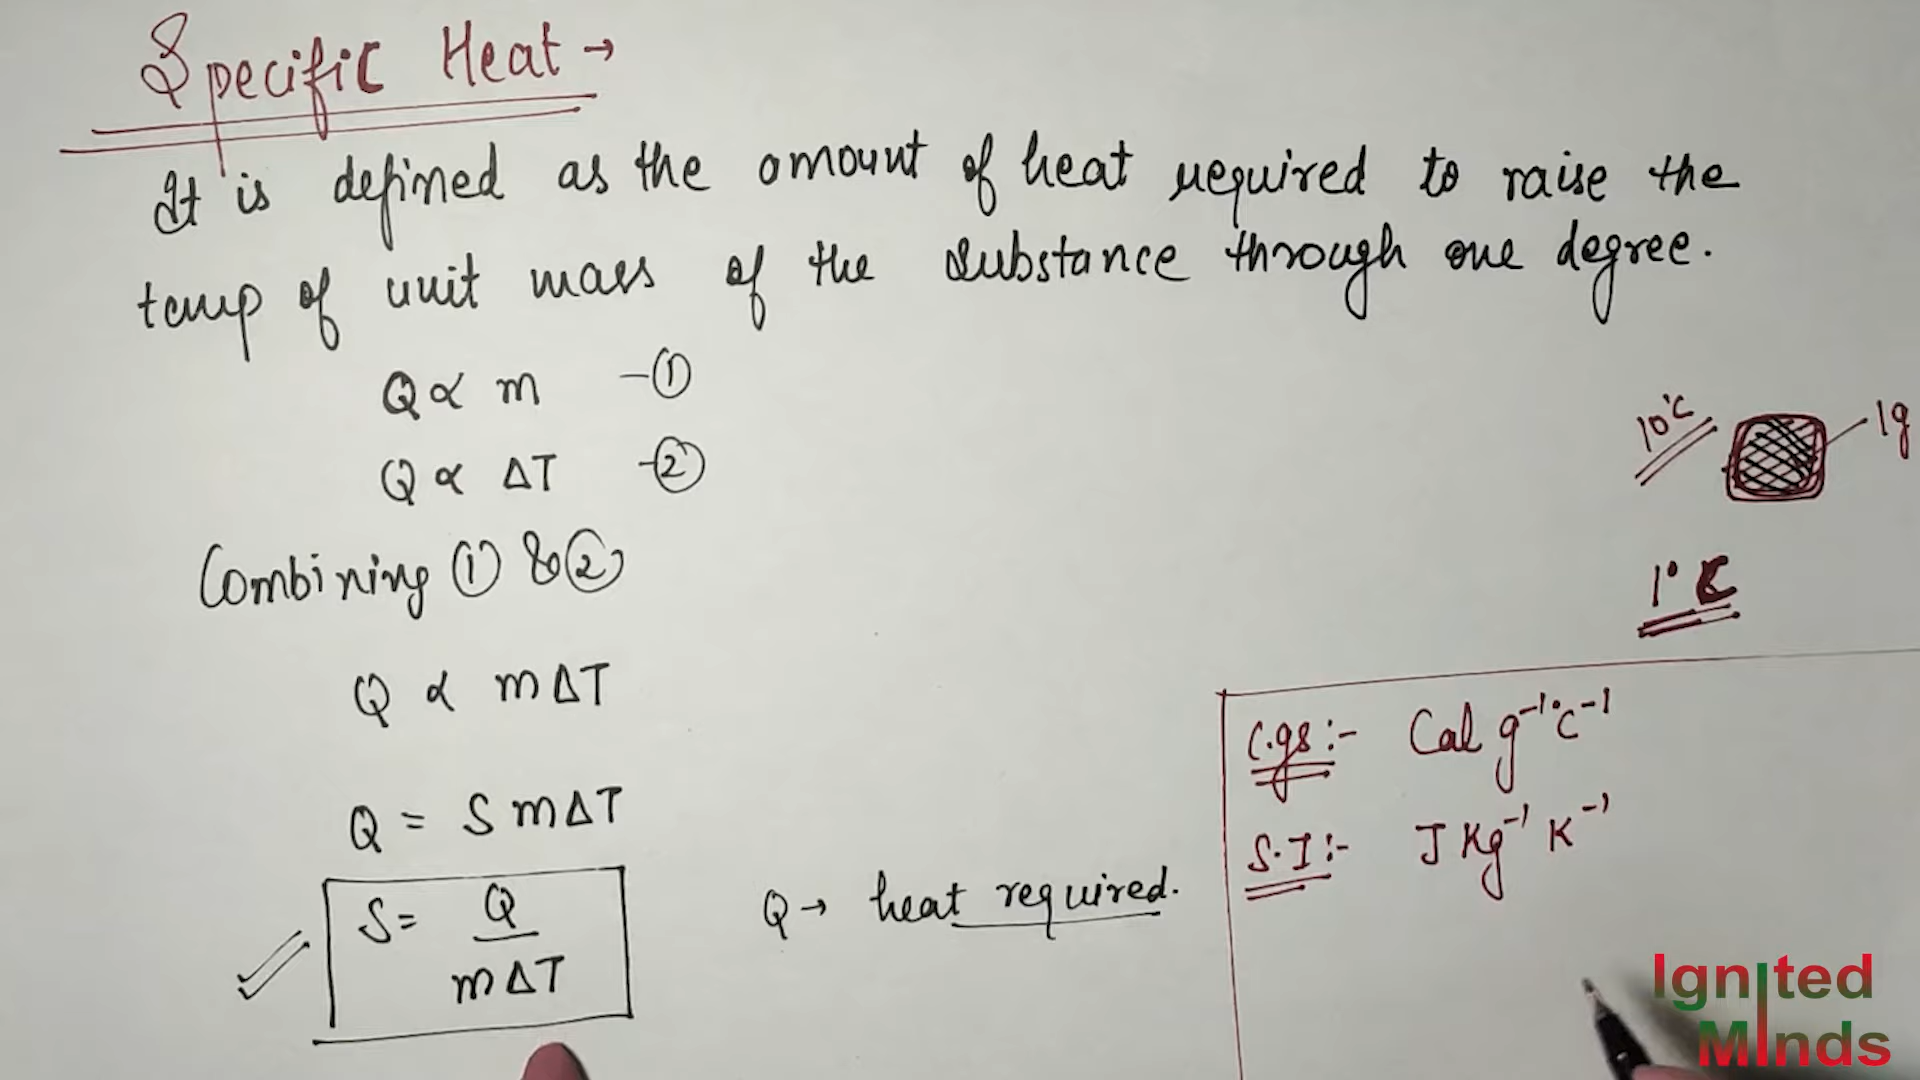 Specific Heat →
It is defined as the amount of heat required to raise the
temp of unit mass of the substance through one degree.
Q ∝ m —①
Q ∝ ΔT —②
Combining ① & ②
Q ∝ mΔT
Q = S mΔT
S = Q / mΔT
Q → heat required.
10°C
1g
1°C
C.gs :- Cal g⁻¹°C⁻¹
S.I :- J Kg⁻¹ K⁻¹
Ignited
Minds